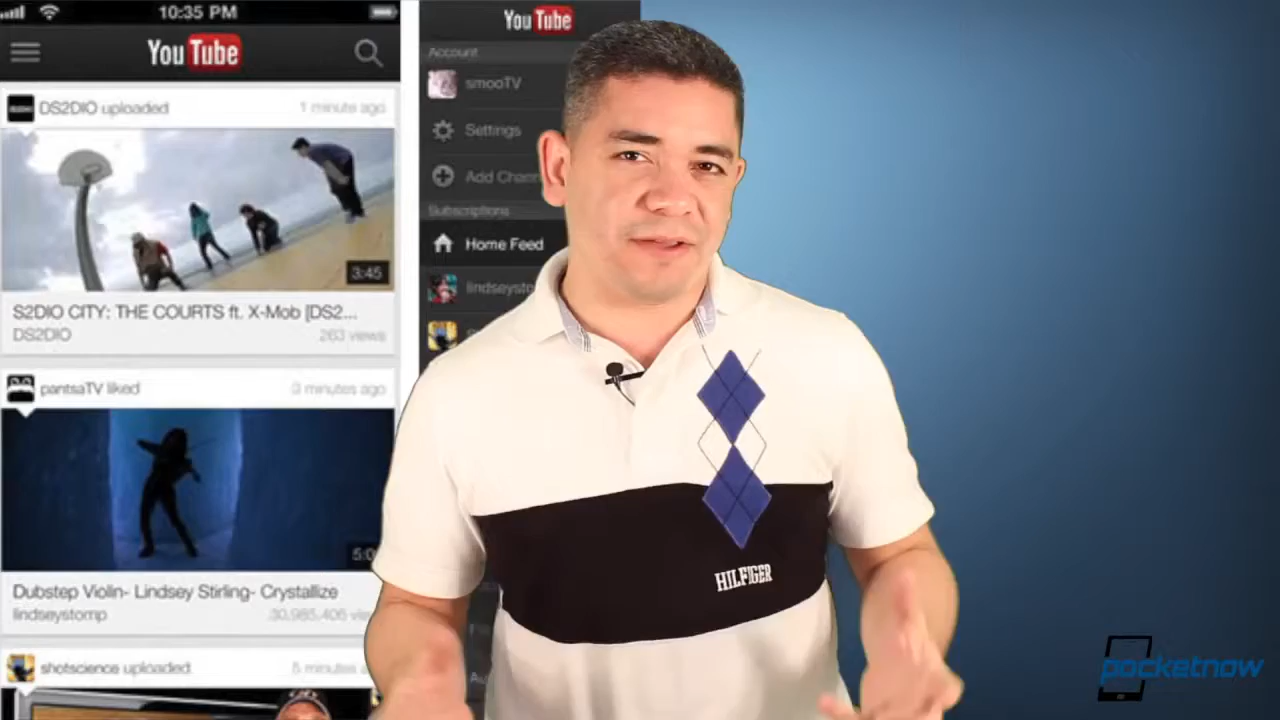 10:35 PM
YouTube
DS2DIO uploaded
1 minute ago
3:45
S2DIO CITY: THE COURTS ft. X-Mob [DS2...
DS2DIO
263 views
pantsaTV liked
3 minutes ago
Dubstep Violin- Lindsey Stirling- Crystallize
lindseystomp
30,985,406
shotscience uploaded
5 minutes
YouTube
Account
smooTV
Settings
Add
Subscriptions
Home Feed
HILFIGER
pocketnow